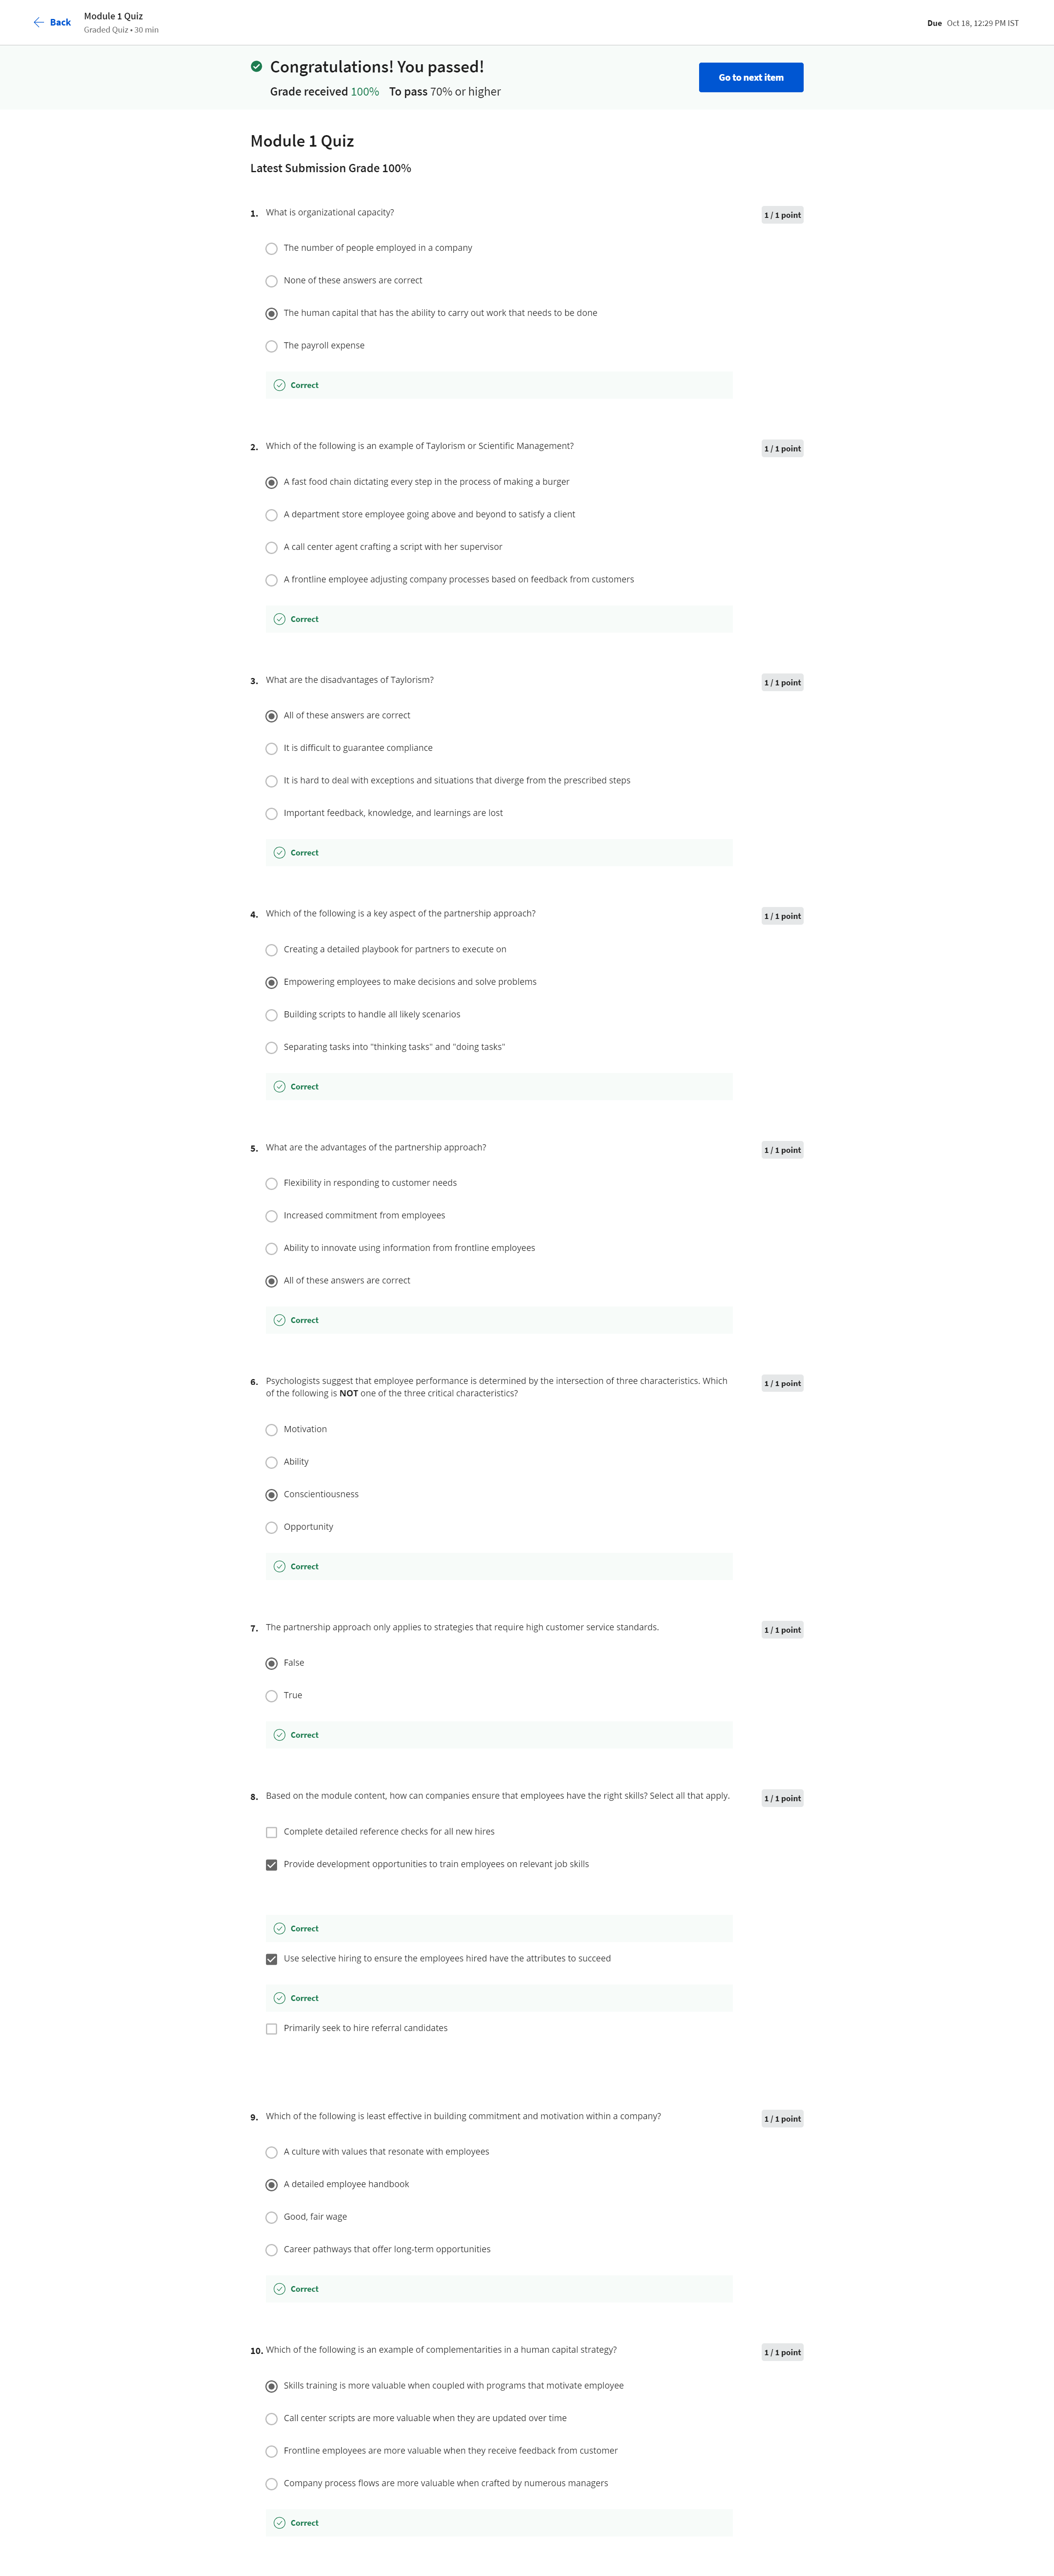 Back
Module 1 Quiz
Graded Quiz • 30 min
Due Oct 18, 12:29 PM IST
Congratulations! You passed!
Grade received 100% To pass 70% or higher
Go to next item
Module 1 Quiz
Latest Submission Grade 100%
1. What is organizational capacity?
1 / 1 point
The number of people employed in a company
None of these answers are correct
The human capital that has the ability to carry out work that needs to be done
The payroll expense
Correct
2. Which of the following is an example of Taylorism or Scientific Management?
1 / 1 point
A fast food chain dictating every step in the process of making a burger
A department store employee going above and beyond to satisfy a client
A call center agent crafting a script with her supervisor
A frontline employee adjusting company processes based on feedback from customers
Correct
3. What are the disadvantages of Taylorism?
1 / 1 point
All of these answers are correct
It is difficult to guarantee compliance
It is hard to deal with exceptions and situations that diverge from the prescribed steps
Important feedback, knowledge, and learnings are lost
Correct
4. Which of the following is a key aspect of the partnership approach?
1 / 1 point
Creating a detailed playbook for partners to execute on
Empowering employees to make decisions and solve problems
Building scripts to handle all likely scenarios
Separating tasks into "thinking tasks" and "doing tasks"
Correct
5. What are the advantages of the partnership approach?
1 / 1 point
Flexibility in responding to customer needs
Increased commitment from employees
Ability to innovate using information from frontline employees
All of these answers are correct
Correct
6. Psychologists suggest that employee performance is determined by the intersection of three characteristics. Which
of the following is NOT one of the three critical characteristics?
1 / 1 point
Motivation
Ability
Conscientiousness
Opportunity
Correct
7. The partnership approach only applies to strategies that require high customer service standards.
1 / 1 point
False
True
Correct
8. Based on the module content, how can companies ensure that employees have the right skills? Select all that apply.
1 / 1 point
Complete detailed reference checks for all new hires
Provide development opportunities to train employees on relevant job skills
Correct
Use selective hiring to ensure the employees hired have the attributes to succeed
Correct
Primarily seek to hire referral candidates
9. Which of the following is least effective in building commitment and motivation within a company?
1 / 1 point
A culture with values that resonate with employees
A detailed employee handbook
Good, fair wage
Career pathways that offer long-term opportunities
Correct
10. Which of the following is an example of complementarities in a human capital strategy?
1 / 1 point
Skills training is more valuable when coupled with programs that motivate employee
Call center scripts are more valuable when they are updated over time
Frontline employees are more valuable when they receive feedback from customer
Company process flows are more valuable when crafted by numerous managers
Correct